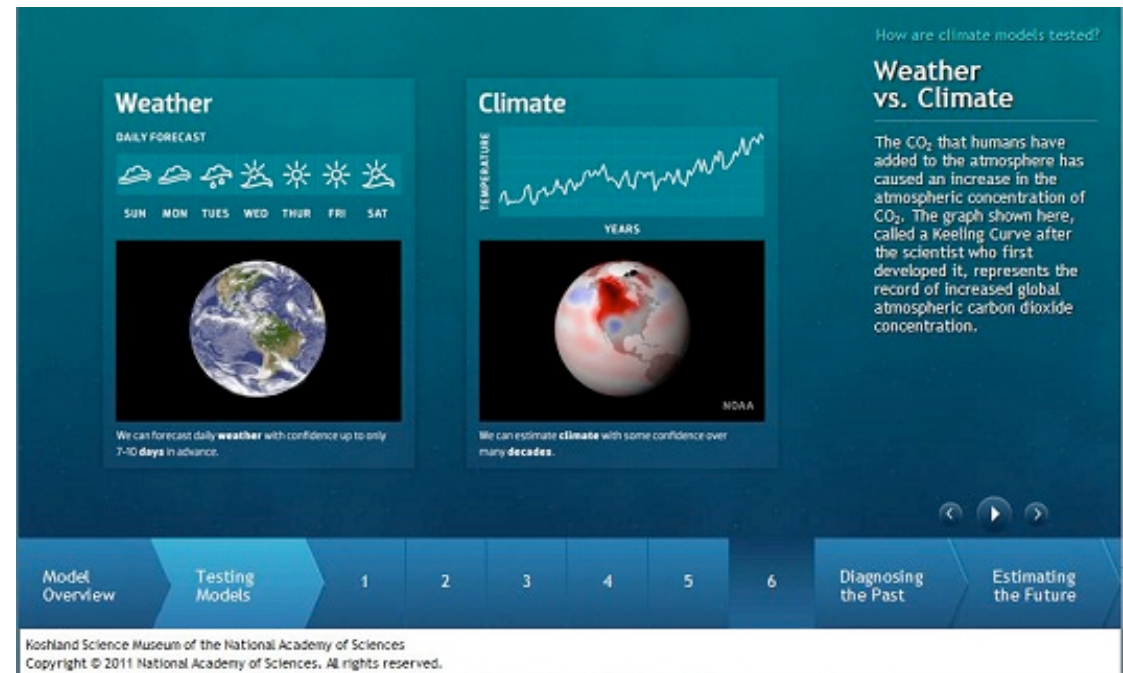 How are climate models tested?
Weather
vs. Climate
The CO₂ that humans have
added to the atmosphere has
caused an increase in the
atmospheric concentration of
CO₂. The graph shown here,
called a Keeling Curve after
the scientist who first
developed it, represents the
record of increased global
atmospheric carbon dioxide
concentration.
Weather
DAILY FORECAST
SUN MON TUES WED THUR FRI SAT
We can forecast daily weather with confidence up to only
7-10 days in advance.
Climate
TEMPERATURE
YEARS
NOAA
We can estimate climate with some confidence over
many decades.
Model
Overview
Testing
Models
1 2 3 4 5 6
Diagnosing
the Past
Estimating
the Future
Koshland Science Museum of the National Academy of Sciences
Copyright © 2011 National Academy of Sciences. All rights reserved.